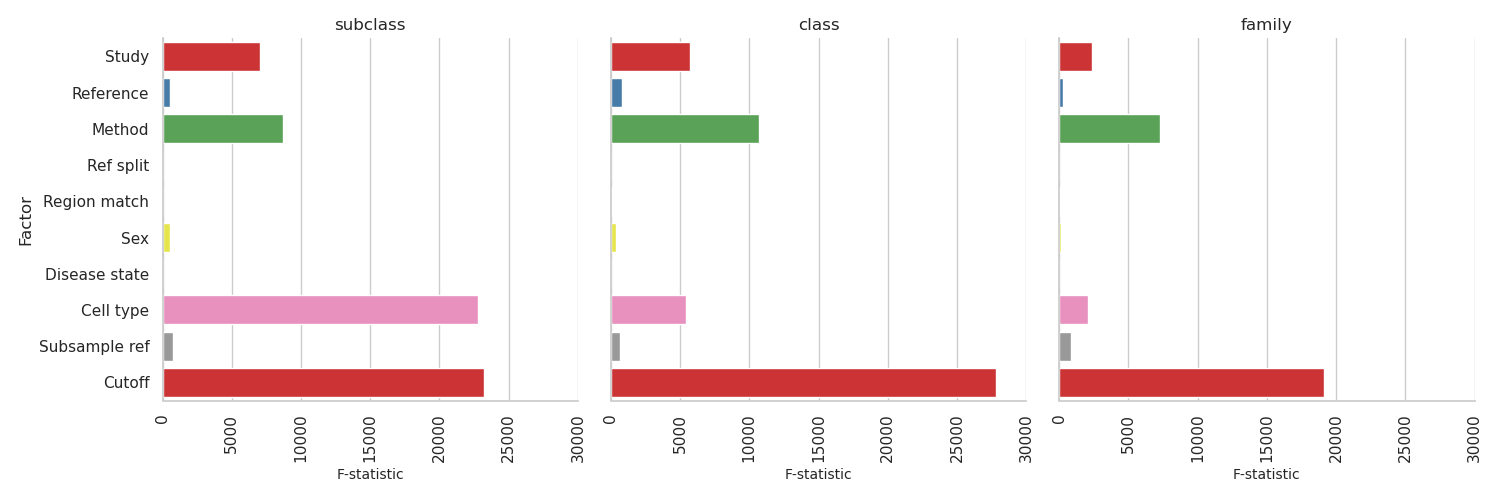 subclass
class
family
Factor
Study
Reference
Method
Ref split
Region match
Sex
Disease state
Cell type
Subsample ref
Cutoff
0 5000 10000 15000 20000 25000 30000
0 5000 10000 15000 20000 25000 30000
0 5000 10000 15000 20000 25000 30000
F-statistic
F-statistic
F-statistic